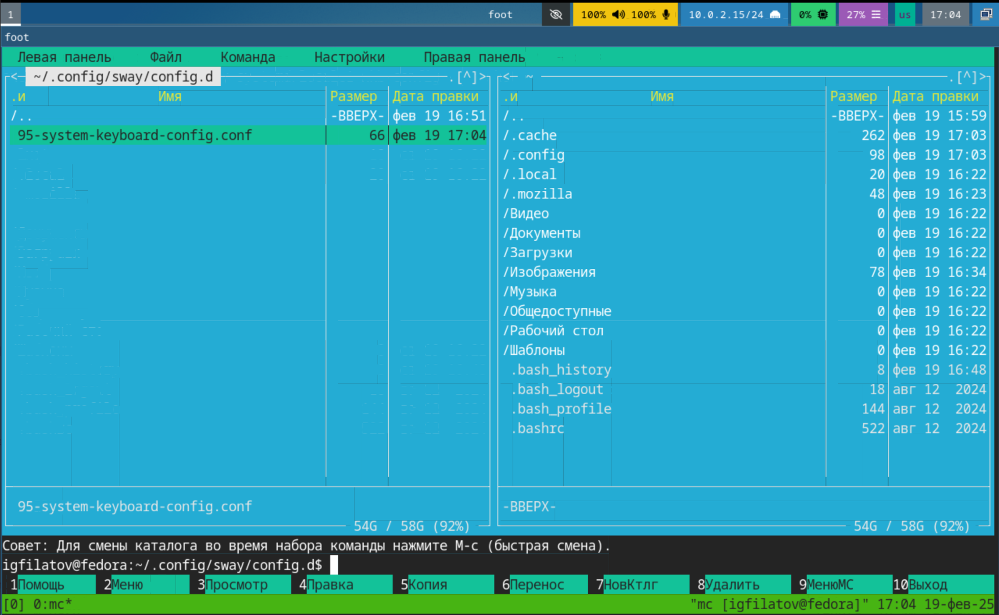 1 foot 100% 100% 10.0.2.15/24 0% 27% us 17:04
foot
Левая панель Файл Команда Настройки Правая панель
<— ~/.config/sway/config.d .[^]> <— ~ .[^]>
.и Имя Размер Дата правки .и Имя Размер Дата правки
/.. -ВВЕРХ- фев 19 16:51 /.. -ВВЕРХ- фев 19 15:59
95-system-keyboard-config.conf 66 фев 19 17:04 /.cache 262 фев 19 17:03
/.config 98 фев 19 17:03
/.local 20 фев 19 16:22
/.mozilla 48 фев 19 16:23
/Видео 0 фев 19 16:22
/Документы 0 фев 19 16:22
/Загрузки 0 фев 19 16:22
/Изображения 78 фев 19 16:34
/Музыка 0 фев 19 16:22
/Общедоступные 0 фев 19 16:22
/Рабочий стол 0 фев 19 16:22
/Шаблоны 0 фев 19 16:22
.bash_history 8 фев 19 16:48
.bash_logout 18 авг 12 2024
.bash_profile 144 авг 12 2024
.bashrc 522 авг 12 2024
95-system-keyboard-config.conf -ВВЕРХ-
54G / 58G (92%) 54G / 58G (92%)
Совет: Для смены каталога во время набора команды нажмите M-c (быстрая смена).
igfilatov@fedora:~/.config/sway/config.d$
1Помощь 2Меню 3Просмотр 4Правка 5Копия 6Перенос 7НовКтлг 8Удалить 9МенюMC 10Выход
[0] 0:mc* "mc [igfilatov@fedora]" 17:04 19-фев-25